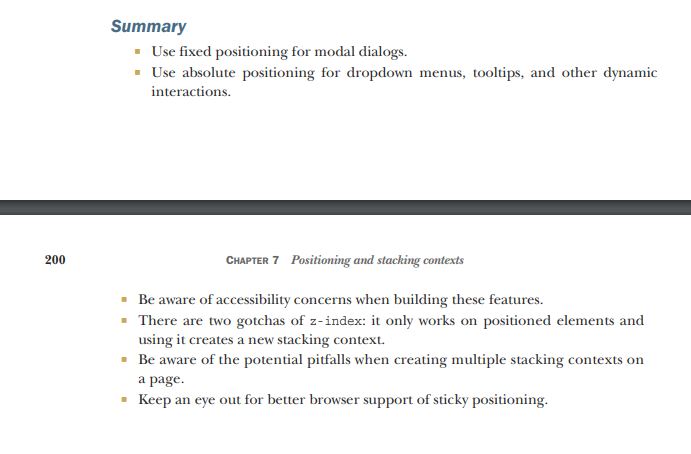 Summary
Use fixed positioning for modal dialogs.
Use absolute positioning for dropdown menus, tooltips, and other dynamic
interactions.
200
CHAPTER 7 Positioning and stacking contexts
Be aware of accessibility concerns when building these features.
There are two gotchas of z-index: it only works on positioned elements and
using it creates a new stacking context.
Be aware of the potential pitfalls when creating multiple stacking contexts on
a page.
Keep an eye out for better browser support of sticky positioning.